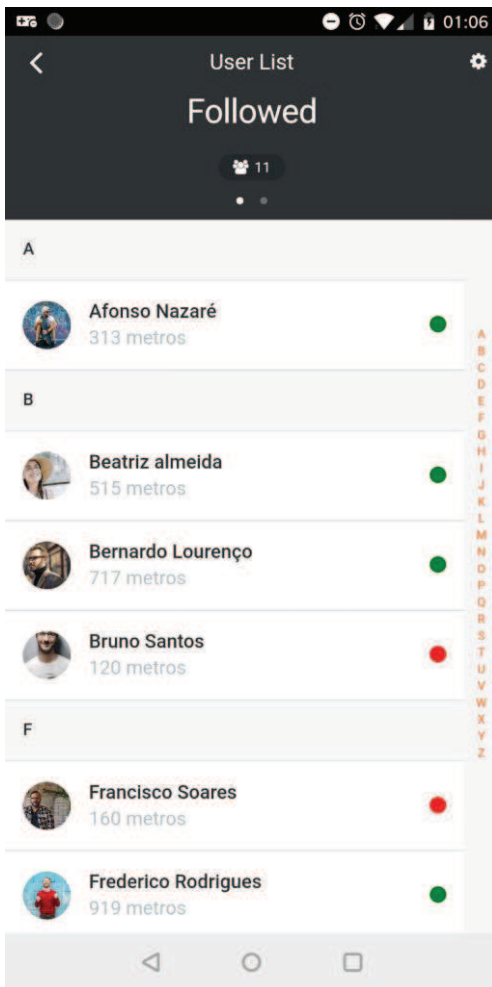 01:06
User List
Followed
11
A
Afonso Nazaré
313 metros
B
Beatriz almeida
515 metros
Bernardo Lourenço
717 metros
Bruno Santos
120 metros
F
Francisco Soares
160 metros
Frederico Rodrigues
919 metros
A
B
C
D
E
F
G
H
I
J
K
L
M
N
O
P
Q
R
S
T
U
V
W
X
Y
Z